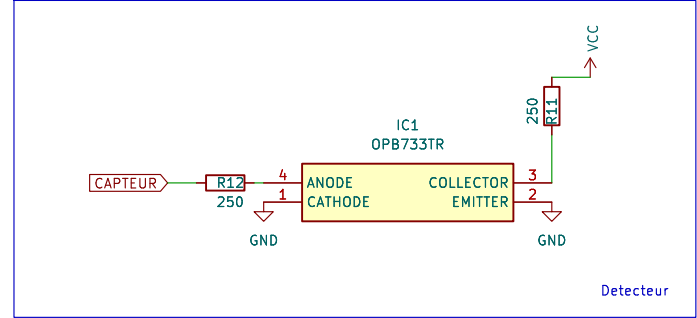 VCC
250
R11
IC1
OPB733TR
CAPTEUR
R12
250
4
1
ANODE
CATHODE
COLLECTOR
EMITTER
3
2
GND
GND
Detecteur